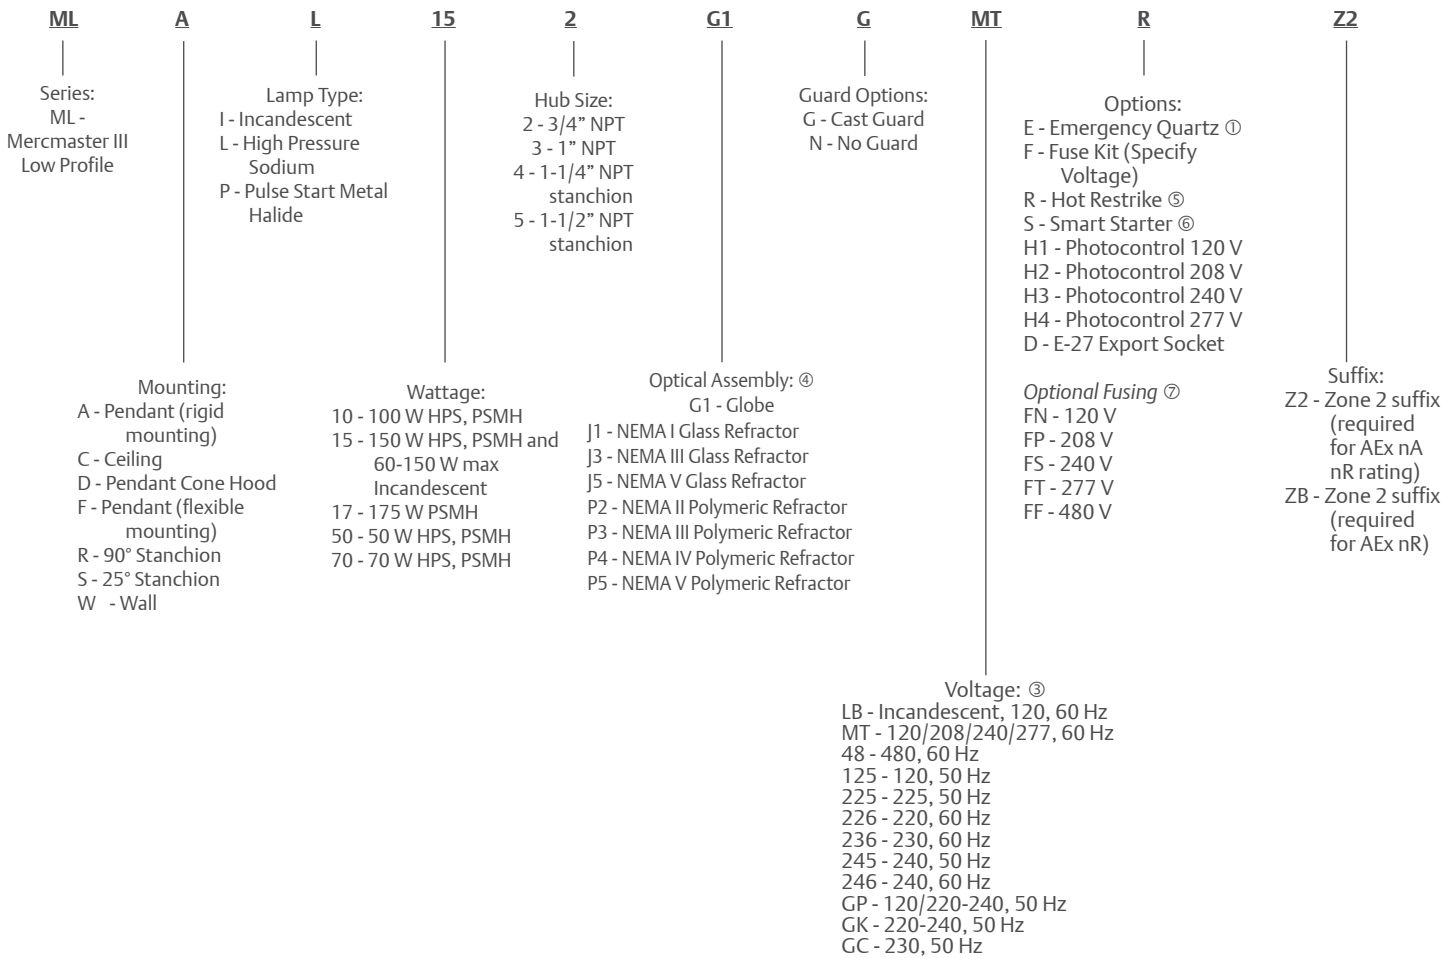 ML A L 15 2 G1 G MT R Z2
Series:
ML -
Mercmaster III
Low Profile
Lamp Type:
I - Incandescent
L - High Pressure
Sodium
P - Pulse Start Metal
Halide
Hub Size:
2 - 3/4” NPT
3 - 1” NPT
4 - 1-1/4” NPT
stanchion
5 - 1-1/2” NPT
stanchion
Guard Options:
G - Cast Guard
N - No Guard
Options:
E - Emergency Quartz ①
F - Fuse Kit (Specify
Voltage)
R - Hot Restrike ⑤
S - Smart Starter ⑥
H1 - Photocontrol 120 V
H2 - Photocontrol 208 V
H3 - Photocontrol 240 V
H4 - Photocontrol 277 V
D - E-27 Export Socket
Optional Fusing ⑦
FN - 120 V
FP - 208 V
FS - 240 V
FT - 277 V
FF - 480 V
Mounting:
A - Pendant (rigid
mounting)
C - Ceiling
D - Pendant Cone Hood
F - Pendant (flexible
mounting)
R - 90° Stanchion
S - 25° Stanchion
W - Wall
Wattage:
10 - 100 W HPS, PSMH
15 - 150 W HPS, PSMH and
60-150 W max
Incandescent
17 - 175 W PSMH
50 - 50 W HPS, PSMH
70 - 70 W HPS, PSMH
Optical Assembly: ④
G1 - Globe
J1 - NEMA I Glass Refractor
J3 - NEMA III Glass Refractor
J5 - NEMA V Glass Refractor
P2 - NEMA II Polymeric Refractor
P3 - NEMA III Polymeric Refractor
P4 - NEMA IV Polymeric Refractor
P5 - NEMA V Polymeric Refractor
Suffix:
Z2 - Zone 2 suffix
(required
for AEx nA
nR rating)
ZB - Zone 2 suffix
(required
for AEx nR)
Voltage: ③
LB - Incandescent, 120, 60 Hz
MT - 120/208/240/277, 60 Hz
48 - 480, 60 Hz
125 - 120, 50 Hz
225 - 225, 50 Hz
226 - 220, 60 Hz
236 - 230, 60 Hz
245 - 240, 50 Hz
246 - 240, 60 Hz
GP - 120/220-240, 50 Hz
GK - 220-240, 50 Hz
GC - 230, 50 Hz